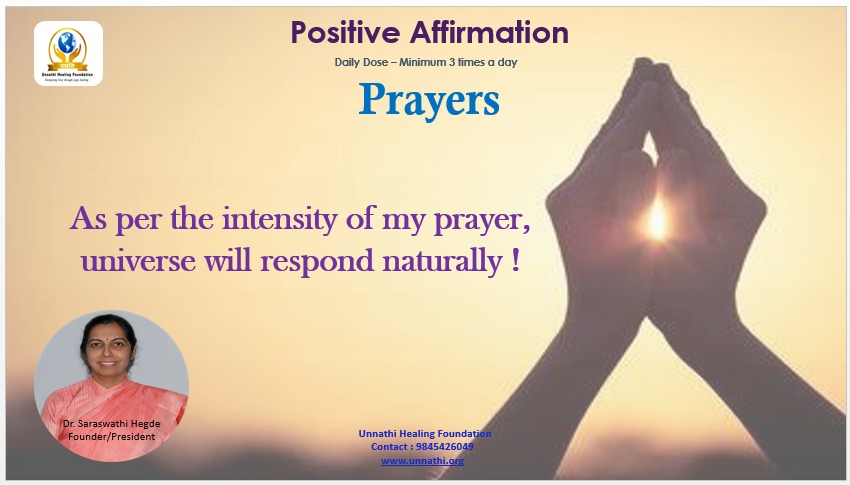 Positive Affirmation
Daily Dose – Minimum 3 times a day
Prayers
Unnathi Healing Foundation
As per the intensity of my prayer,
universe will respond naturally !
Dr. Saraswathi Hegde
Founder/President
Unnathi Healing Foundation
Contact : 9845426049
www.unnathi.org